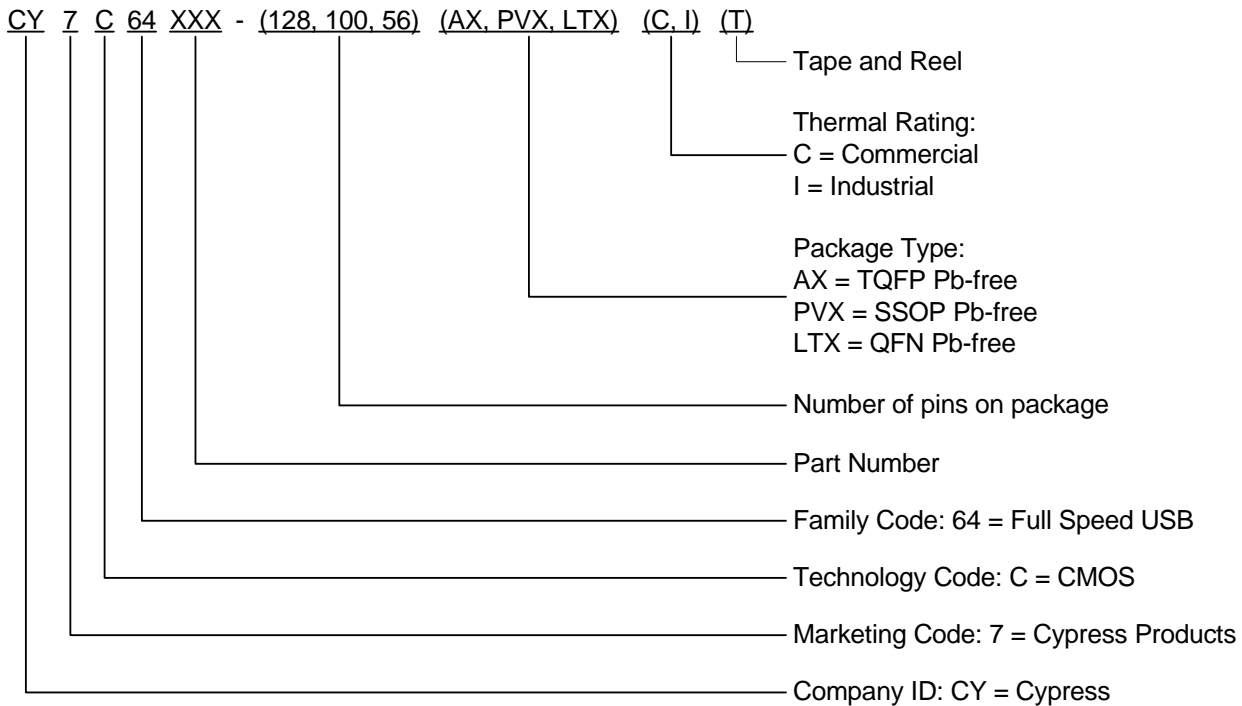 CY 7 C 64 XXX - (128, 100, 56) (AX, PVX, LTX) (C, I) (T)
Tape and Reel
Thermal Rating:
C = Commercial
I = Industrial
Package Type:
AX = TQFP Pb-free
PVX = SSOP Pb-free
LTX = QFN Pb-free
Number of pins on package
Part Number
Family Code: 64 = Full Speed USB
Technology Code: C = CMOS
Marketing Code: 7 = Cypress Products
Company ID: CY = Cypress